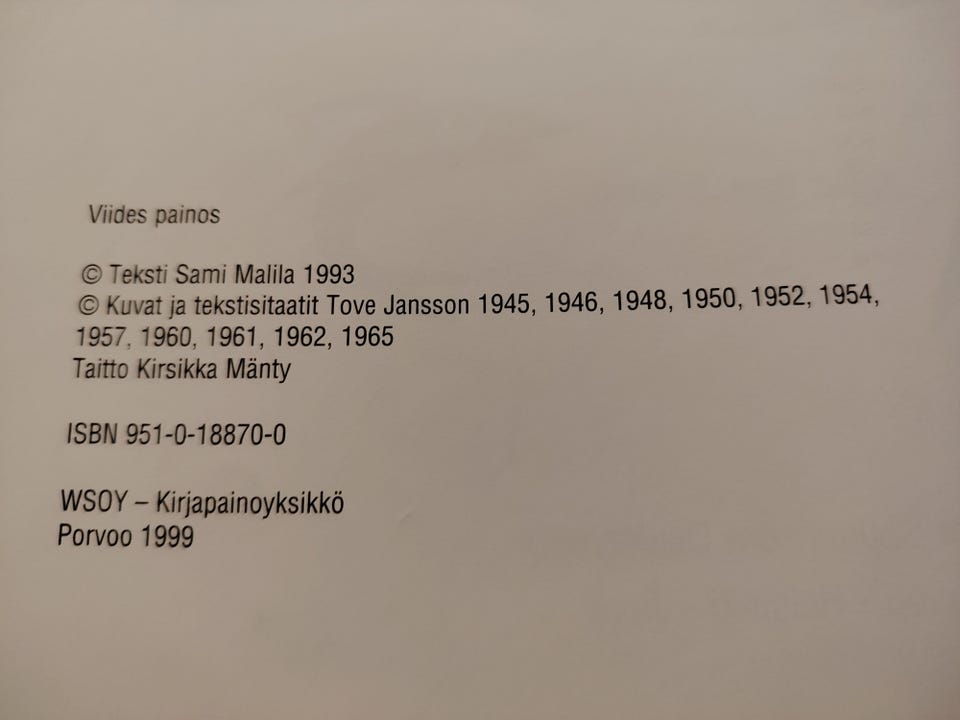 Viides painos
© Teksti Sami Malila 1993
© Kuvat ja tekstisitaatit Tove Jansson 1945, 1946, 1948, 1950, 1952, 1954,
1957, 1960, 1961, 1962, 1965
Taitto Kirsikka Mänty
ISBN 951-0-18870-0
WSOY – Kirjapainoyksikkö
Porvoo 1999